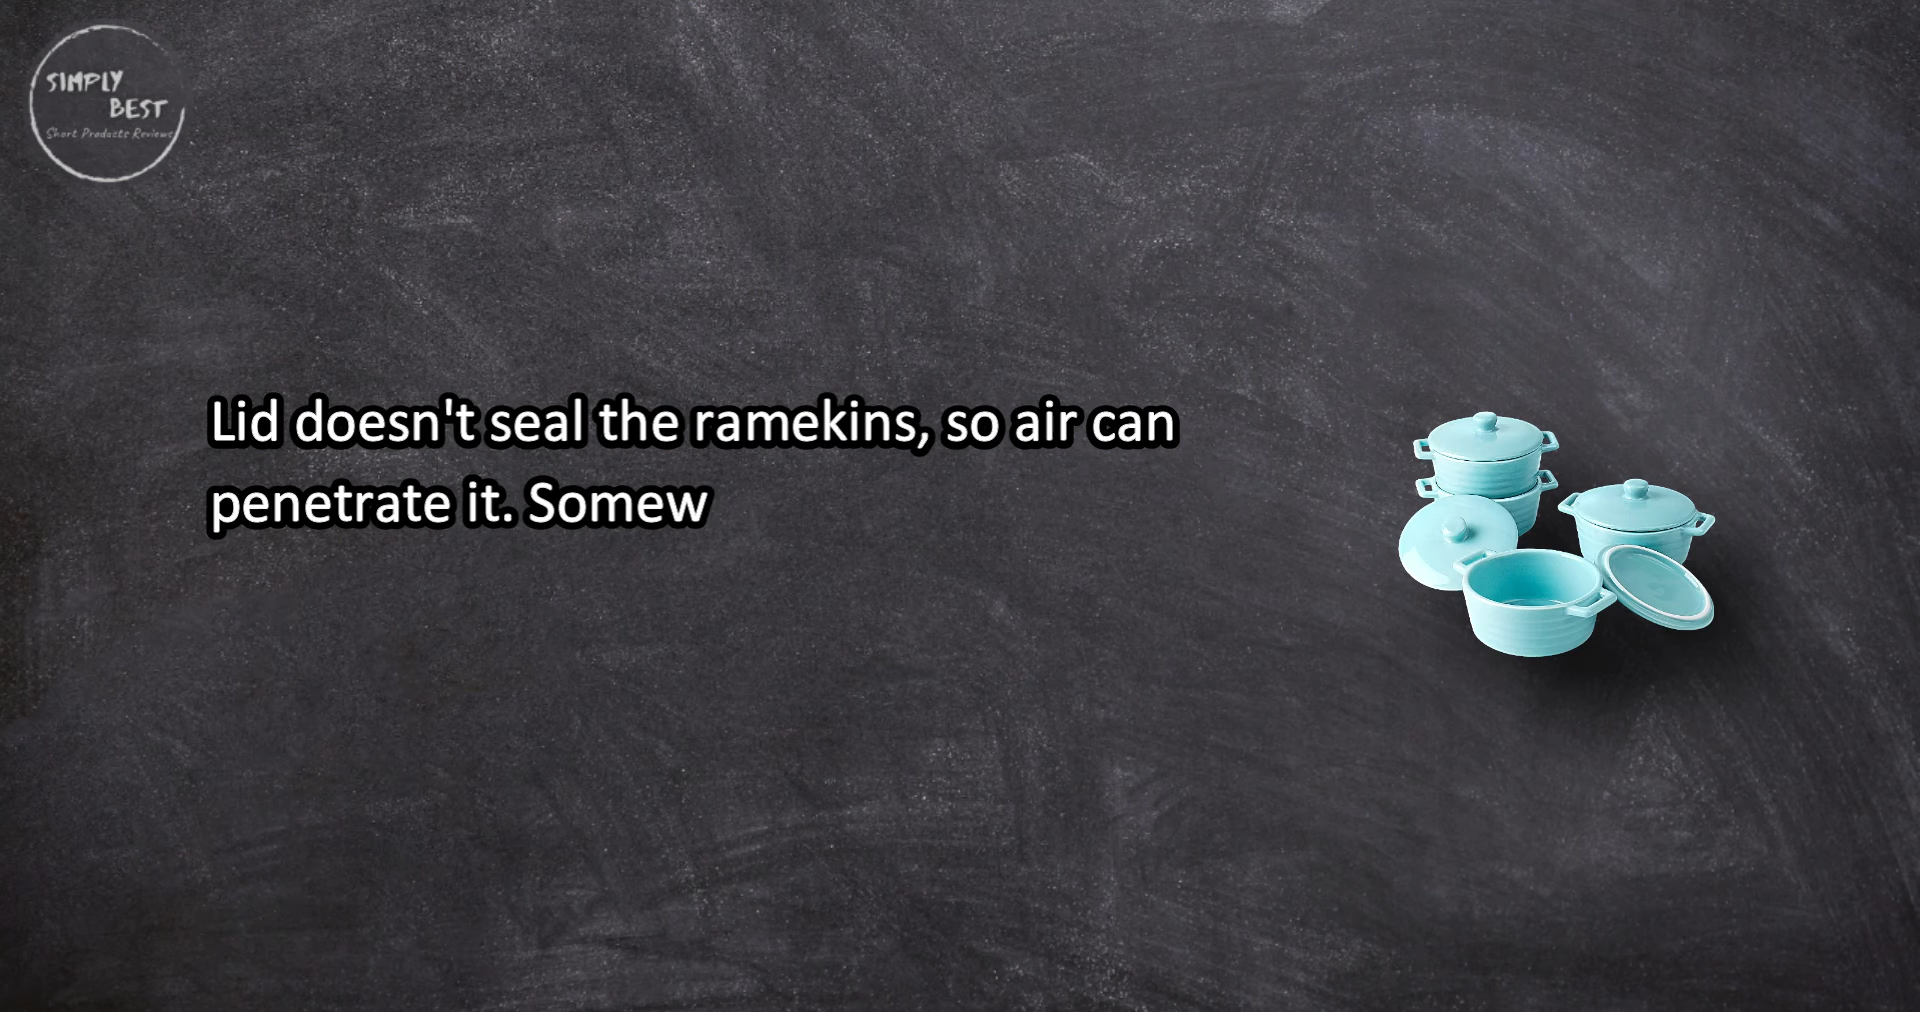 SIMPLY
BEST
Short Products Reviews
Lid doesn't seal the ramekins, so air can
penetrate it. Somew